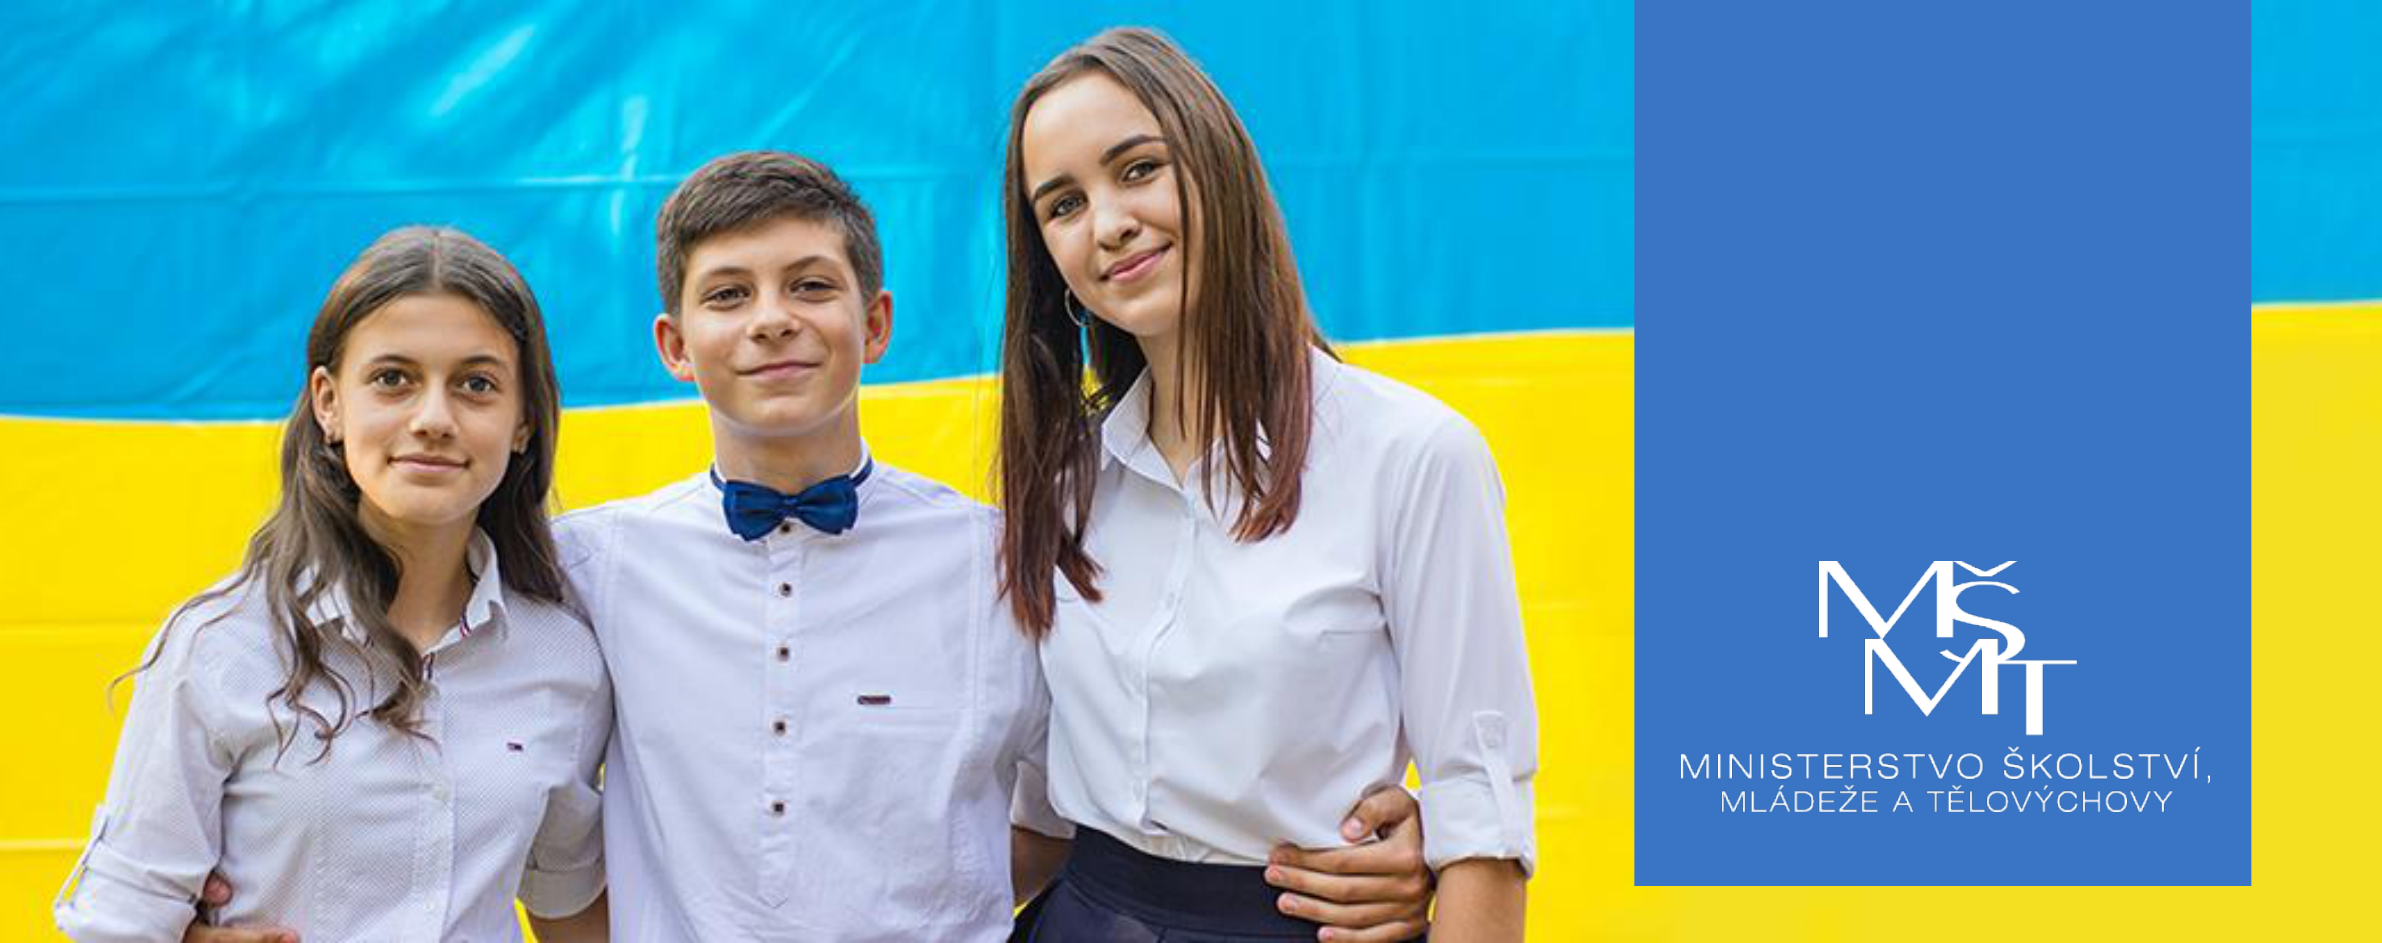 MŠMT
MINISTERSTVO ŠKOLSTVÍ,
MLÁDEŽE A TĚLOVÝCHOVY